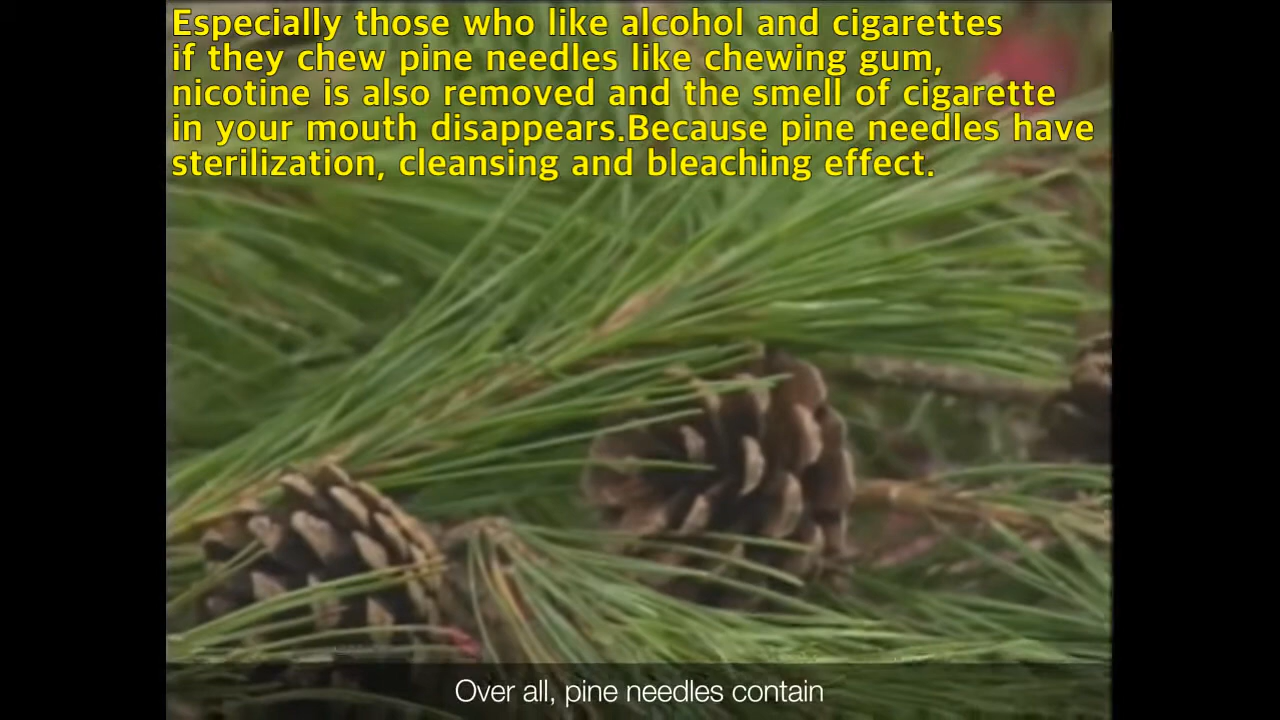 Especially those who like alcohol and cigarettes
if they chew pine needles like chewing gum,
nicotine is also removed and the smell of cigarette
in your mouth disappears.Because pine needles have
sterilization, cleansing and bleaching effect.
Over all, pine needles contain